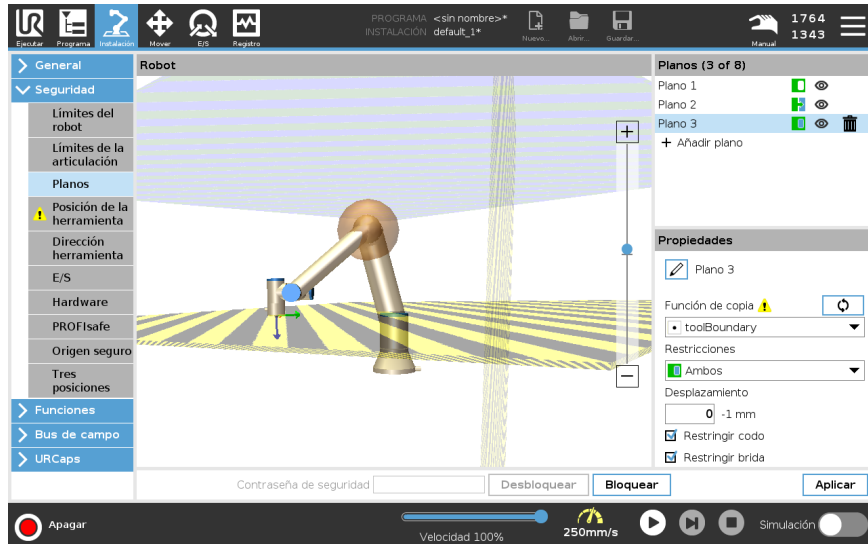 PROGRAMA <sin nombre>*
INSTALACIÓN default_1*
Ejecutar
Programa
Instalación
Mover
E/S
Registro
Nuevo...
Abrir...
Guardar...
Manual
1764
1343
General
Seguridad
Límites del
robot
Límites de la
articulación
Planos
Posición de la
herramienta
Dirección
herramienta
E/S
Hardware
PROFIsafe
Origen seguro
Tres
posiciones
Funciones
Bus de campo
URCaps
Robot
Planos (3 of 8)
Plano 1
Plano 2
Plano 3
Añadir plano
Propiedades
Plano 3
Función de copia
toolBoundary
Restricciones
Ambos
Desplazamiento
0 -1 mm
Restringir codo
Restringir brida
Contraseña de seguridad
Desbloquear
Bloquear
Aplicar
Apagar
Velocidad 100%
250mm/s
Simulación